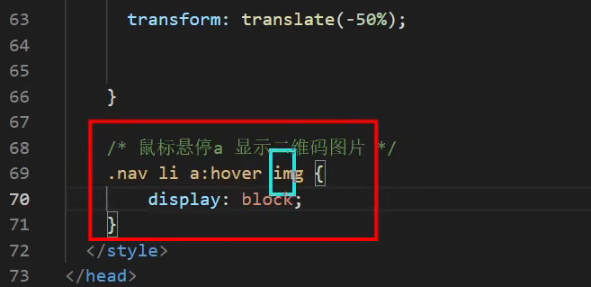 63 transform: translate(-50%);
64
65
66 }
67
68 /* 鼠标悬停a 显示二维码图片 */
69 .nav li a:hover img {
70 display: block;
71 }
72 </style>
73 </head>